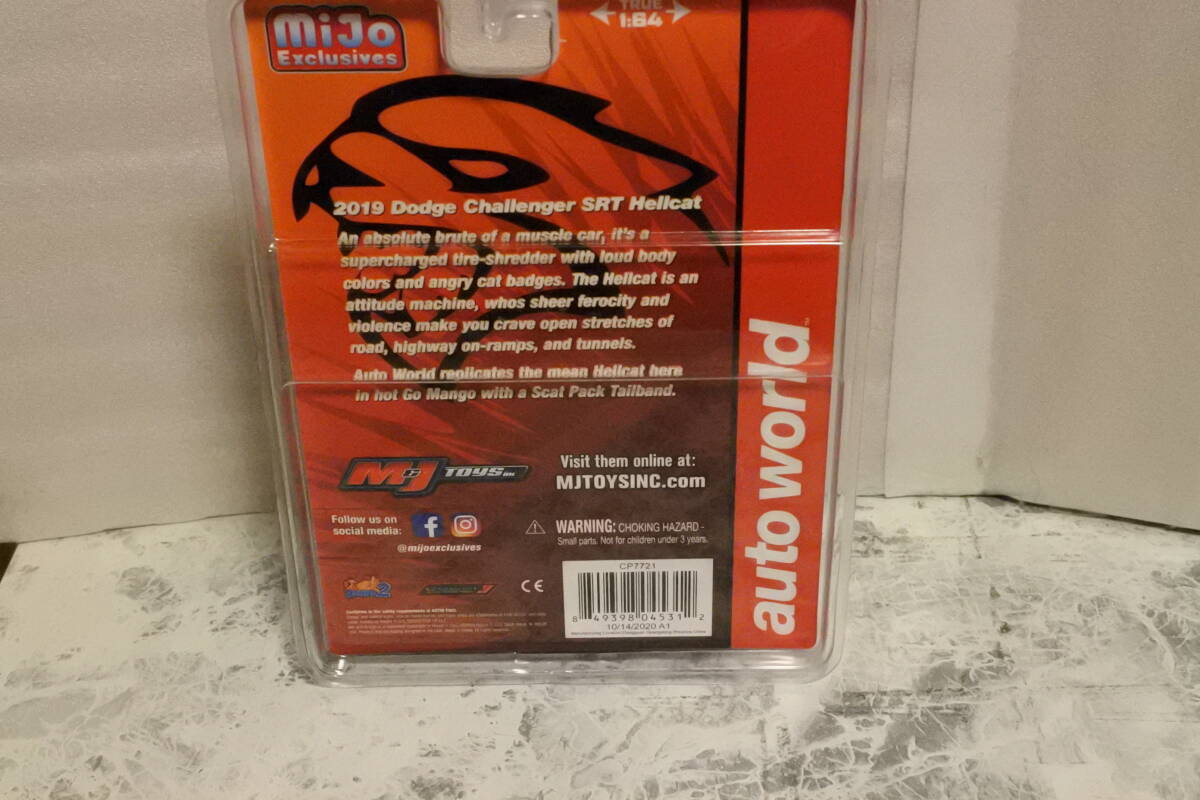 MiJo
Exclusives
TRUE
1:64
2019 Dodge Challenger SRT Hellcat
An absolute brute of a muscle car, it's a
supercharged tire-shredder with loud body
colors and angry cat badges. The Hellcat is an
attitude machine, whos sheer ferocity and
violence make you crave open stretches of
road, highway on-ramps, and tunnels.
Auto World replicates the mean Hellcat here
in hot Go Mango with a Scat Pack Tailband.
M&J TOYS INC.
Visit them online at:
MJTOYSINC.com
Follow us on
social media:
@mijoexclusives
WARNING: CHOKING HAZARD -
Small parts. Not for children under 3 years.
CE
CP7721
8 49398 04531 2
10/14/2020 A1
auto world